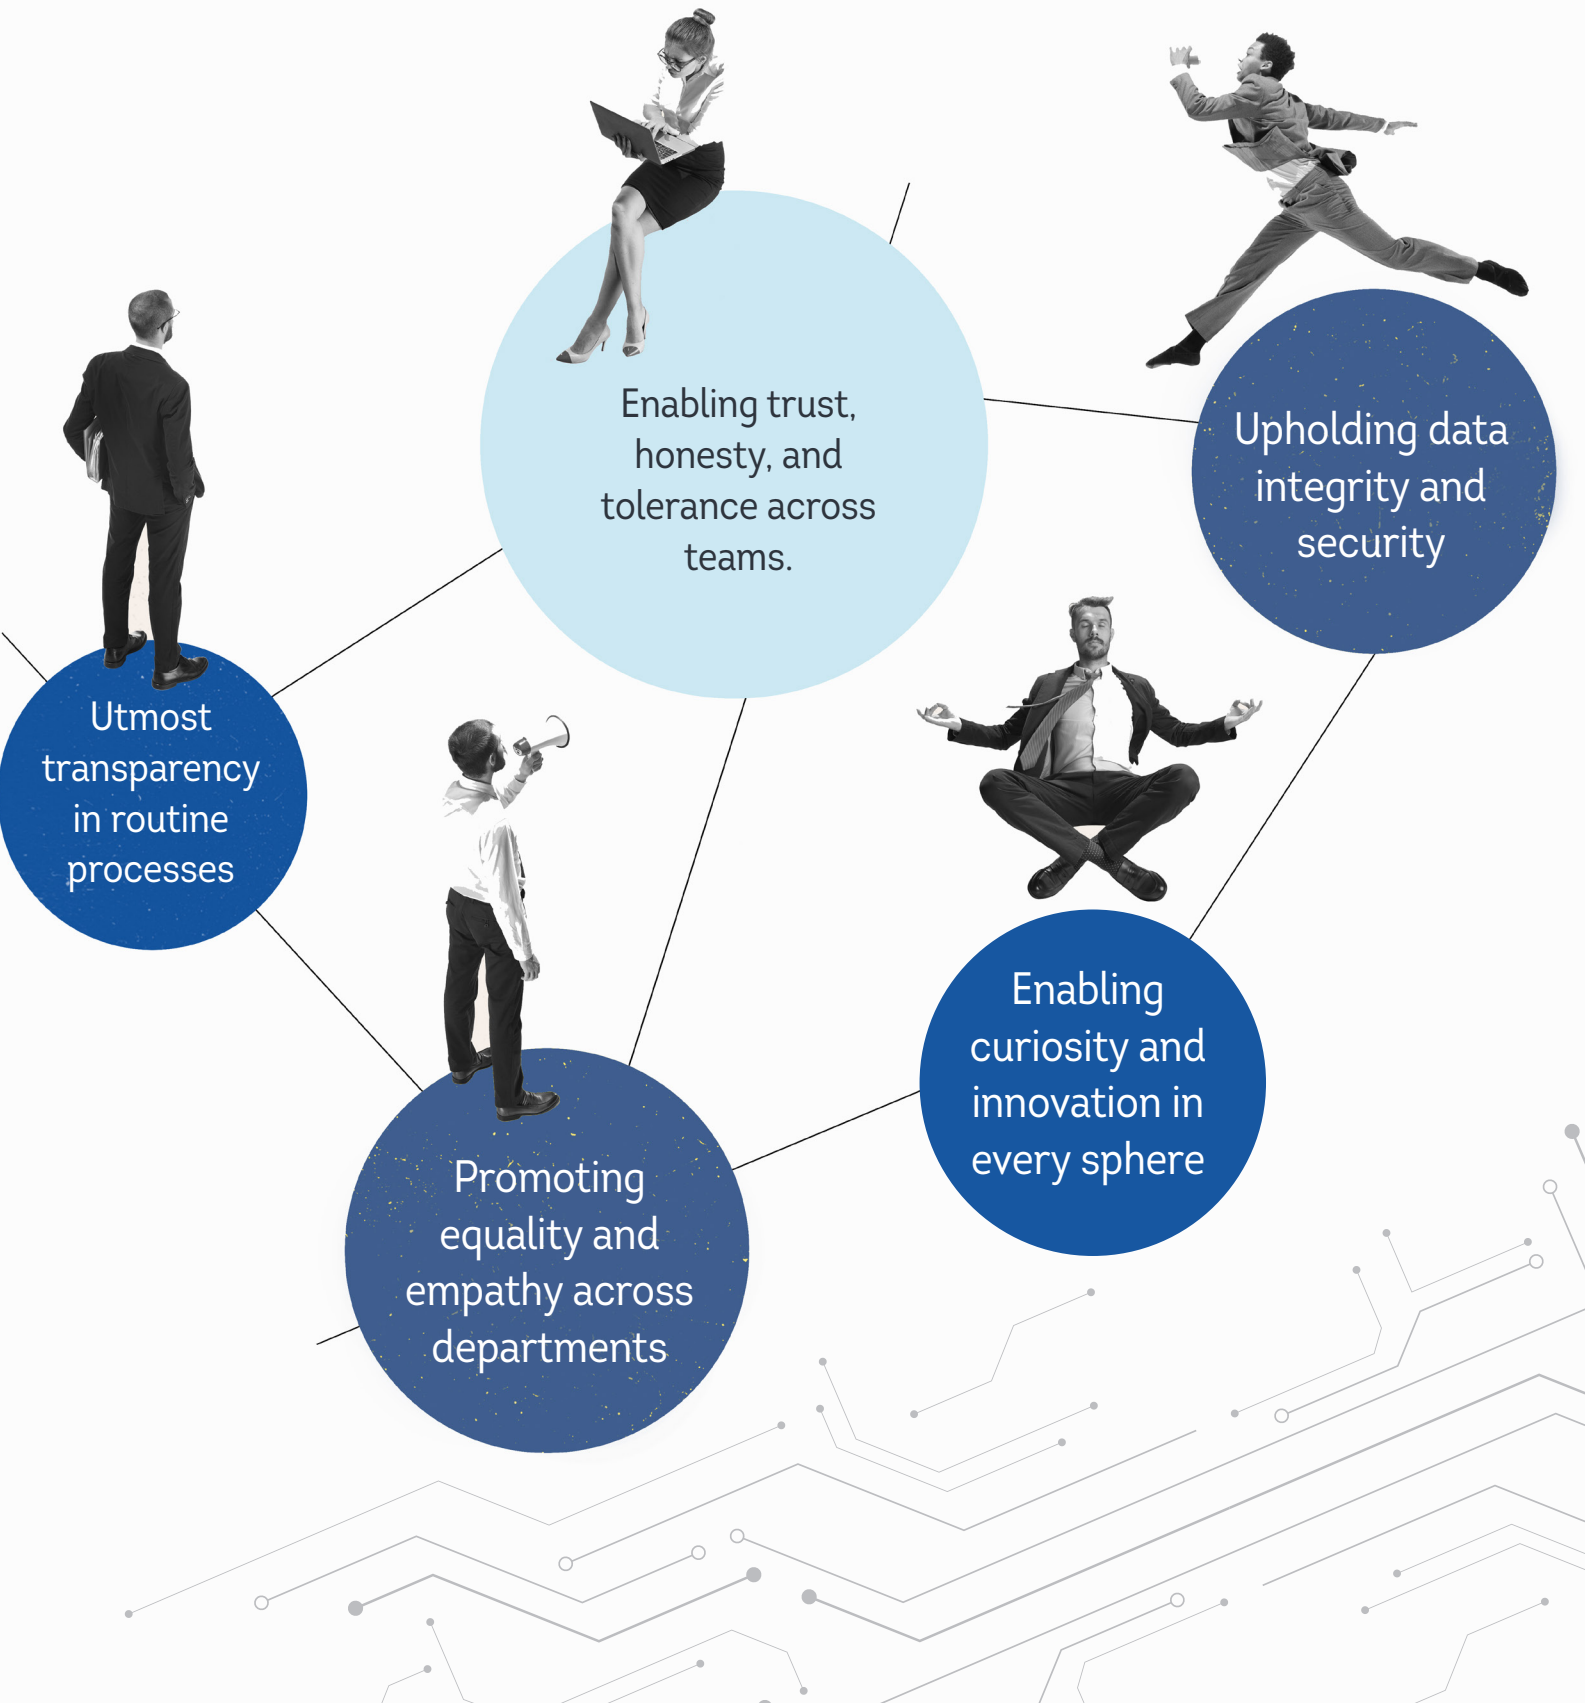 Enabling trust,
honesty, and
tolerance across
teams.
Upholding data
integrity and
security
Utmost
transparency
in routine
processes
Enabling
curiosity and
innovation in
every sphere
Promoting
equality and
empathy across
departments